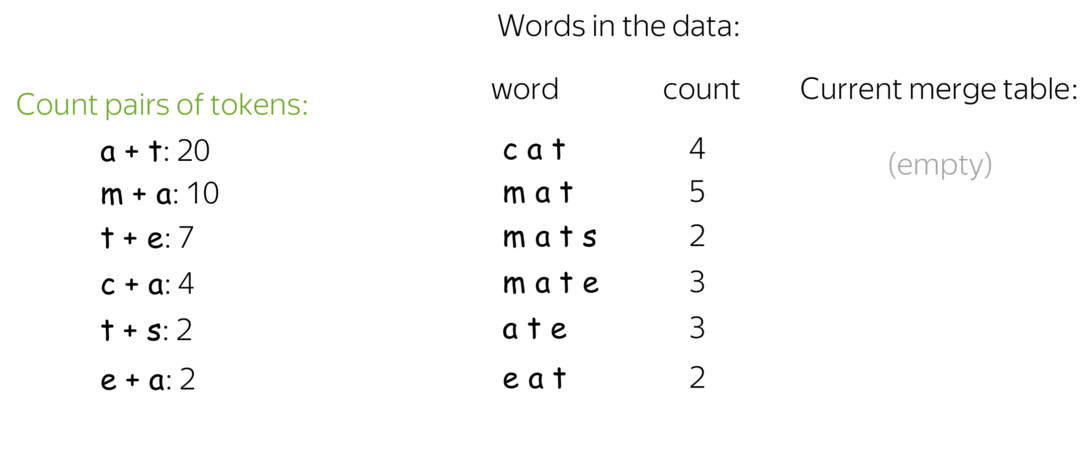 Words in the data:
word count Current merge table:
Count pairs of tokens:
a + t: 20 c a t 4 (empty)
m + a: 10 m a t 5
t + e: 7 m a t s 2
c + a: 4 m a t e 3
t + s: 2 a t e 3
e + a: 2 e a t 2